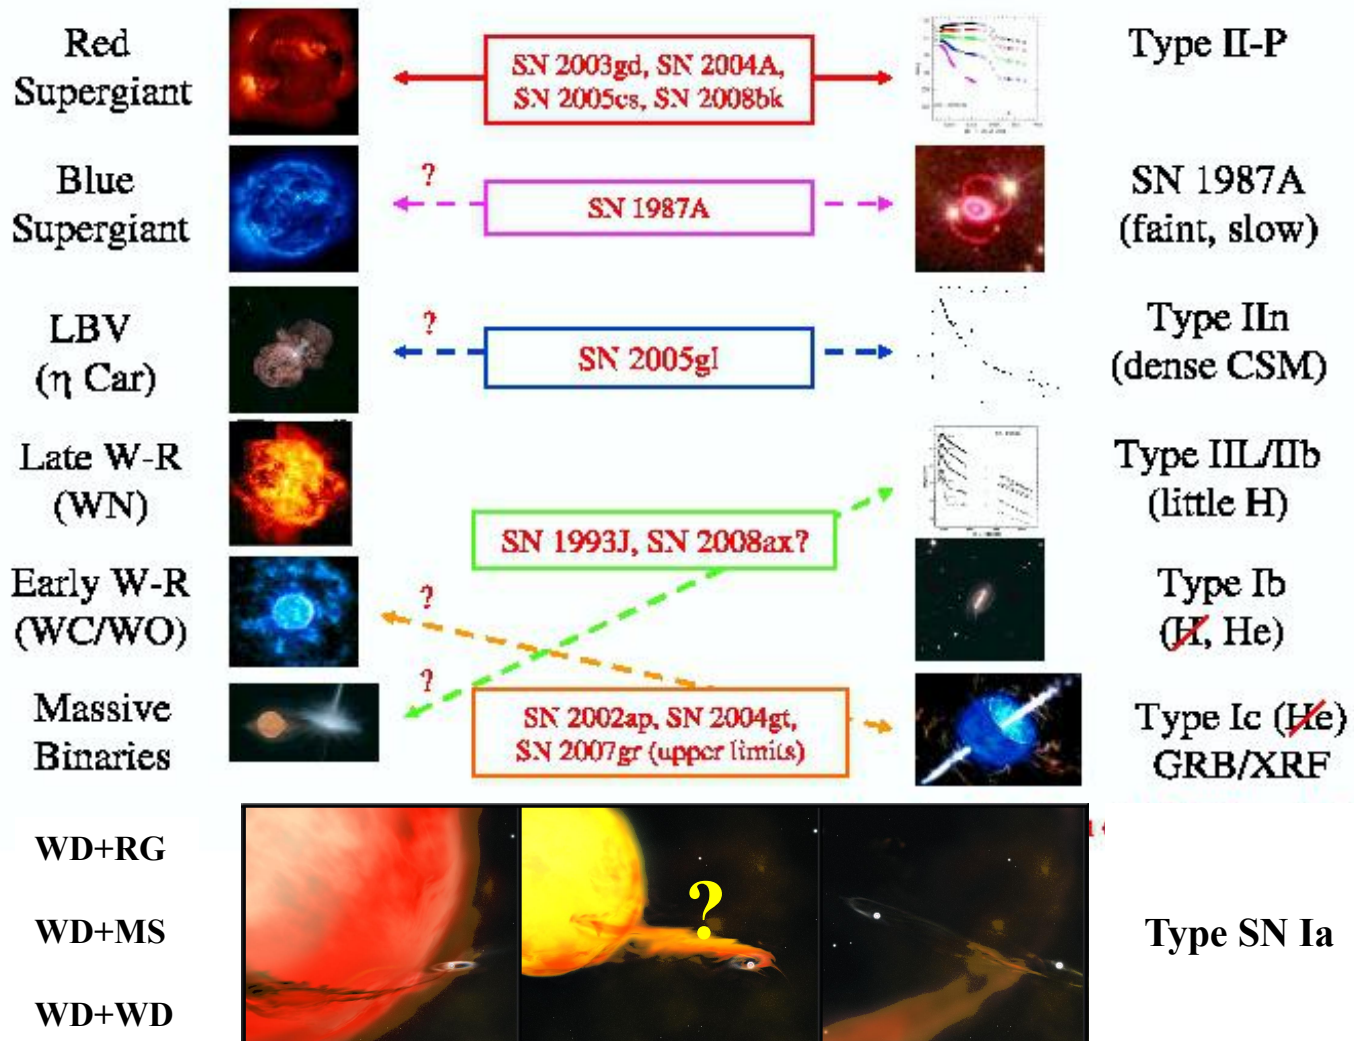 Red
Supergiant
SN 2003gd, SN 2004A,
SN 2005cs, SN 2008bk
Type II-P
Blue
Supergiant
?
SN 1987A
SN 1987A
(faint, slow)
LBV
(η Car)
?
SN 2005gl
Type IIn
(dense CSM)
Late W-R
(WN)
Type IIL/IIb
(little H)
SN 1993J, SN 2008ax?
Early W-R
(WC/WO)
?
Type Ib
(H, He)
Massive
Binaries
?
SN 2002ap, SN 2004gt,
SN 2007gr (upper limits)
Type Ic (He)
GRB/XRF
WD+RG
WD+MS
WD+WD
?
Type SN Ia